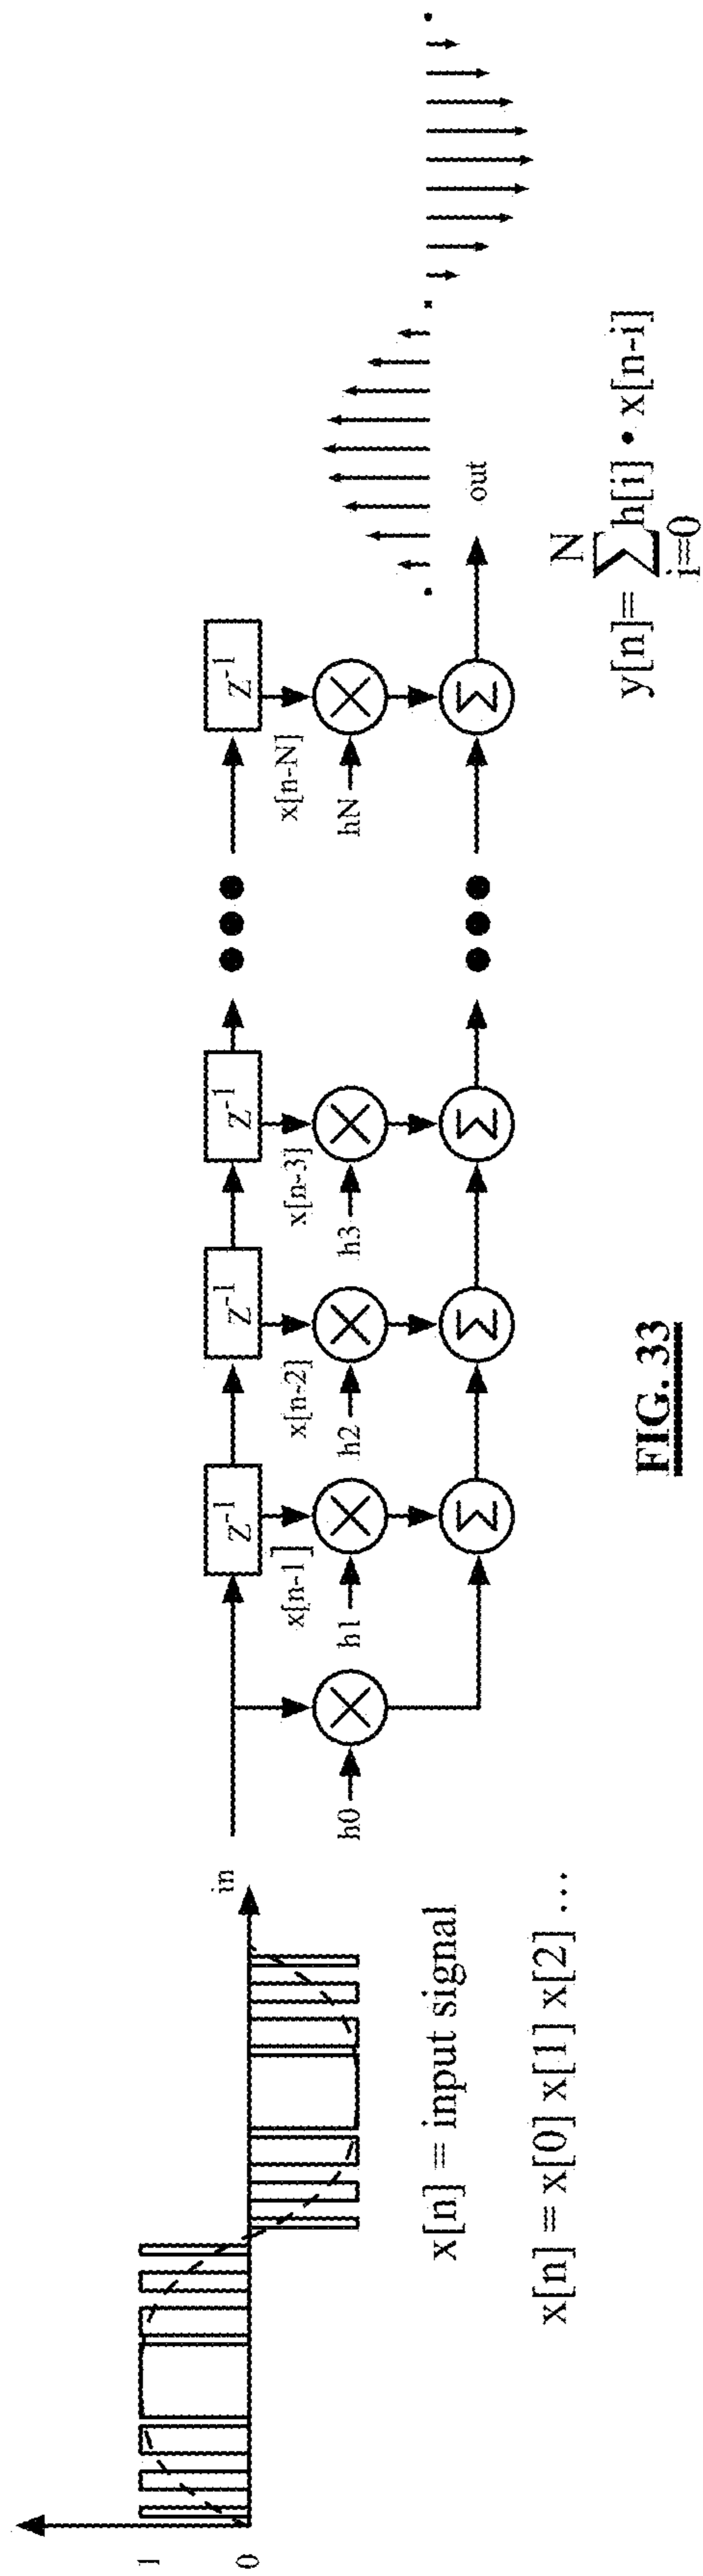 1
0
in
x[n] = input signal
x[n] = x[0] x[1] x[2] ...
h0
h1
h2
h3
hN
x[n-1]
x[n-2]
x[n-3]
x[n-N]
z⁻¹
z⁻¹
z⁻¹
z⁻¹
Σ
Σ
Σ
Σ
out
N
y[n]= Σ h[i] • x[n-i]
i=0
FIG. 33